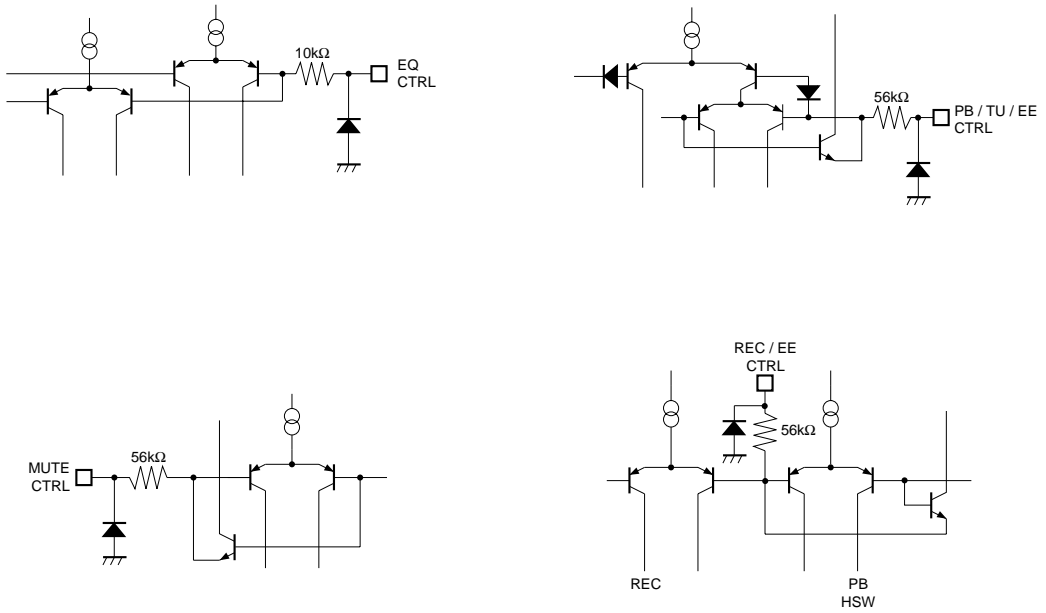 10kΩ
EQ
CTRL
56kΩ
PB / TU / EE
CTRL
MUTE
CTRL
56kΩ
REC / EE
CTRL
56kΩ
REC
PB
HSW